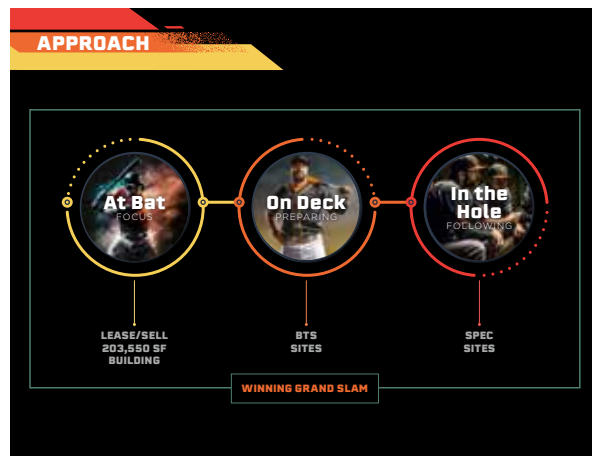 APPROACH
At Bat
FOCUS
On Deck
PREPARING
In the
Hole
FOLLOWING
LEASE/SELL
203,550 SF
BUILDING
BTS
SITES
SPEC
SITES
WINNING GRAND SLAM